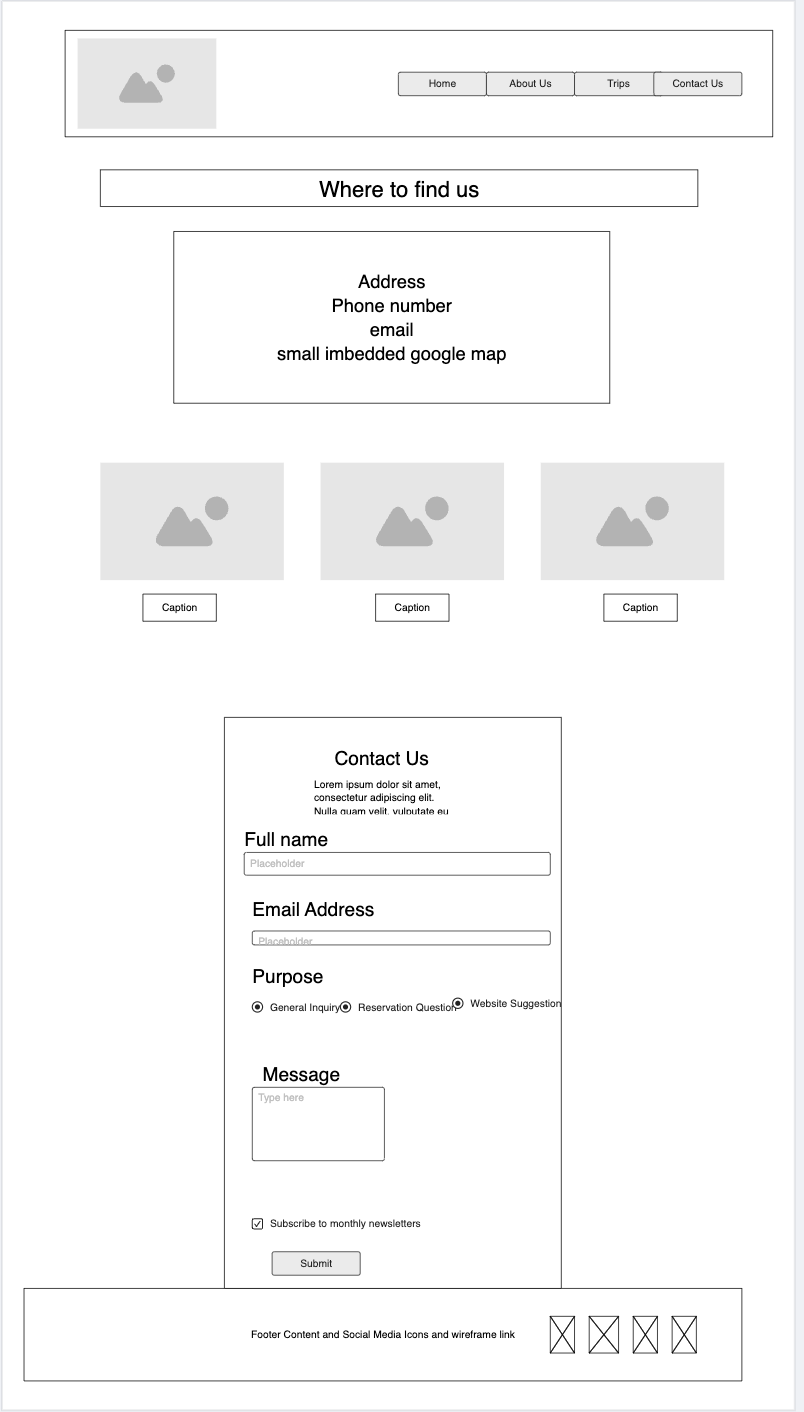 Home About Us Trips Contact Us
Where to find us
Address
Phone number
email
small imbedded google map
Caption Caption Caption
Contact Us
Lorem ipsum dolor sit amet,
consectetur adipiscing elit.
Nulla quam velit, vulputate eu
Full name
Placeholder
Email Address
Placeholder
Purpose
General Inquiry Reservation Question Website Suggestion
Message
Type here
Subscribe to monthly newsletters
Submit
Footer Content and Social Media Icons and wireframe link